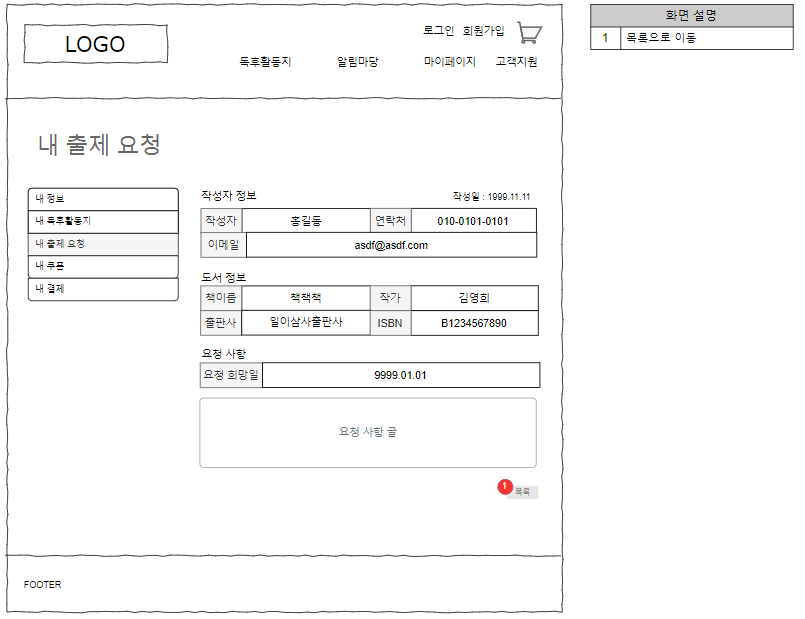 LOGO
로그인 회원가입
독후활동지 알림마당 마이페이지 고객지원
내 출제 요청
내 정보
내 독후활동지
내 출제 요청
내 쿠폰
내 결제
작성자 정보 작성일 : 1999.11.11
작성자 홍길동 연락처 010-0101-0101
이메일 asdf@asdf.com
도서 정보
책이름 책책책 작가 김영희
출판사 일이삼사출판사 ISBN B1234567890
요청 사항
요청 희망일 9999.01.01
요청 사항 글
1 목록
FOOTER
화면 설명
1 목록으로 이동